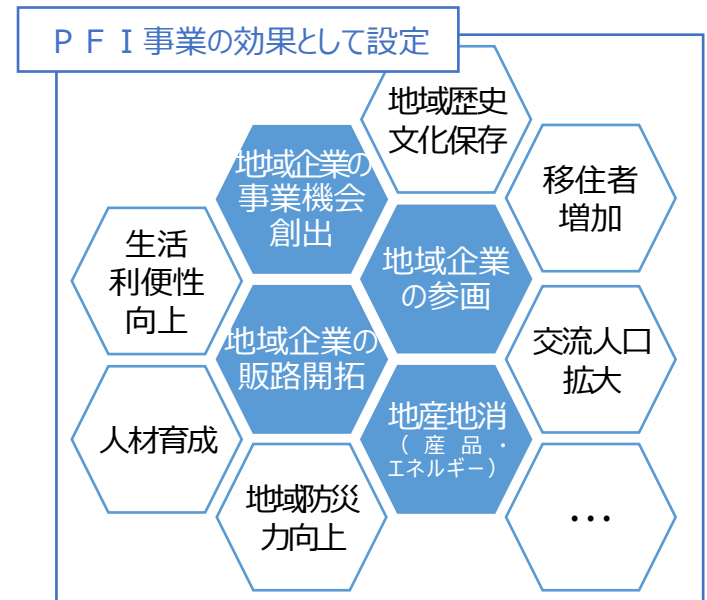 ＰＦＩ事業の効果として設定
地域歴史
文化保存
地域企業の
事業機会
創出
移住者
増加
生活
利便性
向上
地域企業
の参画
地域企業の
販路開拓
交流人口
拡大
人材育成
地産地消
（産品・
エネルギー）
地域防災
力向上
…